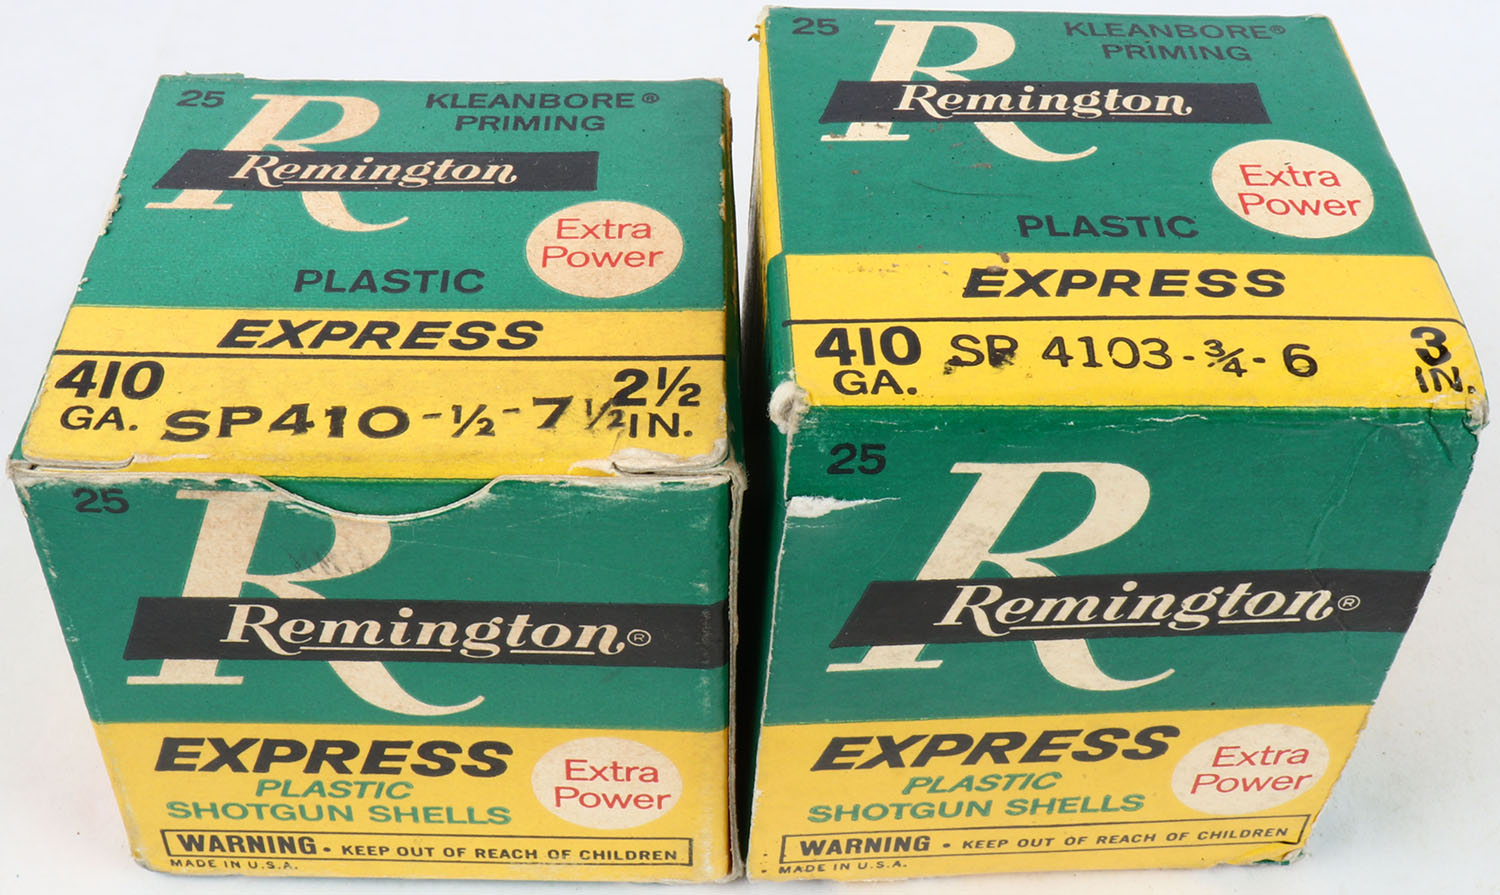 25
KLEANBORE®
PRIMING
Remington
Extra
Power
PLASTIC
EXPRESS
410
GA.
SP410-½-7½
2½
IN.
25
R
Remington®
EXPRESS
PLASTIC
SHOTGUN SHELLS
Extra
Power
WARNING • KEEP OUT OF REACH OF CHILDREN
MADE IN U.S.A.
25
R
KLEANBORE®
PRIMING
Remington
Extra
Power
PLASTIC
EXPRESS
410
GA.
SP 4103-¾-6
3
IN.
25
R
Remington®
EXPRESS
PLASTIC
SHOTGUN SHELLS
Extra
Power
WARNING • KEEP OUT OF REACH OF CHILDREN
MADE IN U.S.A.